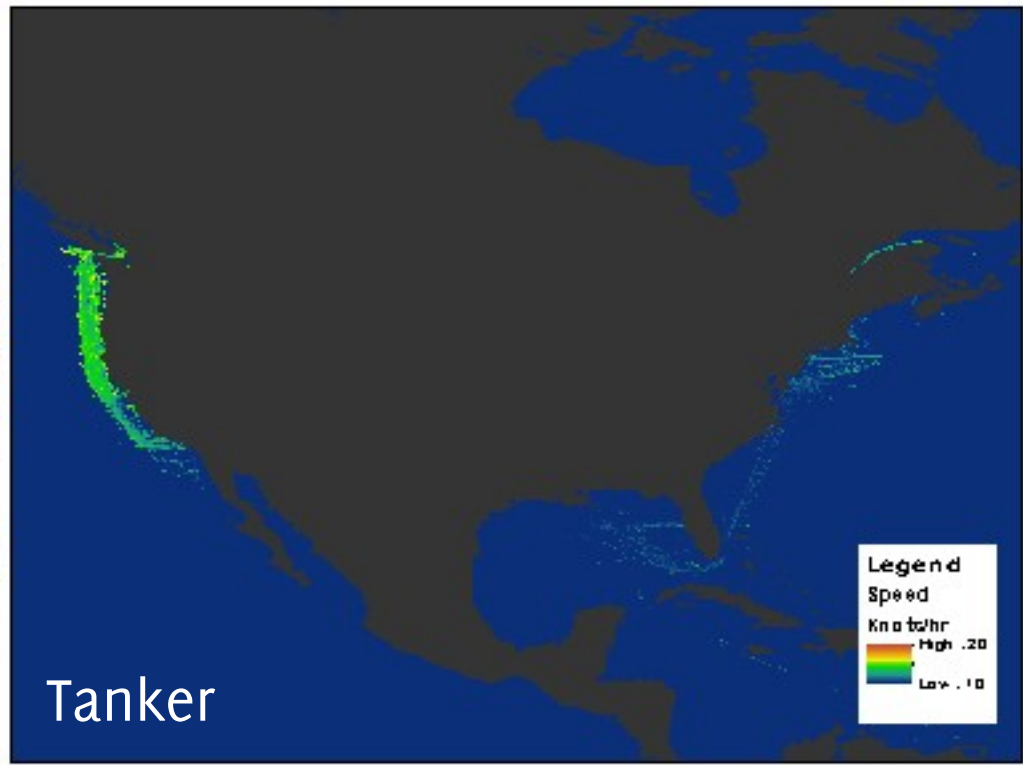 Legend
Speed
Knots/hr
High .20
Low .10
Tanker